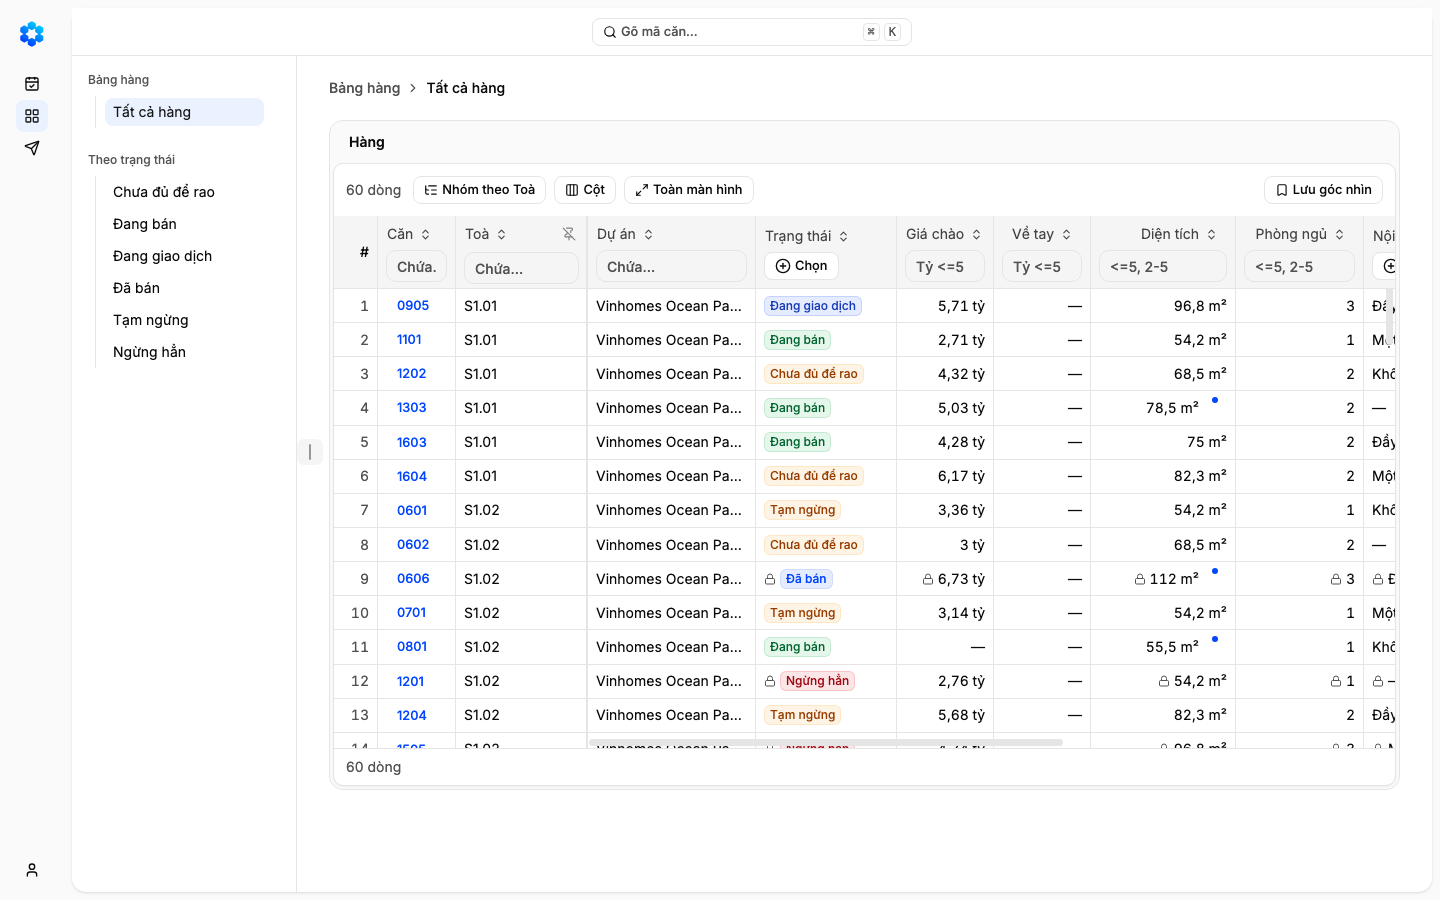 Gõ mã căn... ⌘ K
Bảng hàng
Tất cả hàng
Theo trạng thái
Chưa đủ để rao
Đang bán
Đang giao dịch
Đã bán
Tạm ngừng
Ngừng hẳn
Bảng hàng > Tất cả hàng
Hàng
60 dòng Nhóm theo Toà Cột Toàn màn hình Lưu góc nhìn
# Căn Toà Dự án Trạng thái Giá chào Về tay Diện tích Phòng ngủ Nội
Chứa. Chứa... Chứa... Chọn Tỷ <=5 Tỷ <=5 <=5, 2-5 <=5, 2-5
1 0905 S1.01 Vinhomes Ocean Pa... Đang giao dịch 5,71 tỷ — 96,8 m² 3
2 1101 S1.01 Vinhomes Ocean Pa... Đang bán 2,71 tỷ — 54,2 m² 1 Một
3 1202 S1.01 Vinhomes Ocean Pa... Chưa đủ để rao 4,32 tỷ — 68,5 m² 2 Khô
4 1303 S1.01 Vinhomes Ocean Pa... Đang bán 5,03 tỷ — 78,5 m² 2 —
5 1603 S1.01 Vinhomes Ocean Pa... Đang bán 4,28 tỷ — 75 m² 2 Đầy
6 1604 S1.01 Vinhomes Ocean Pa... Chưa đủ để rao 6,17 tỷ — 82,3 m² 2 Một
7 0601 S1.02 Vinhomes Ocean Pa... Tạm ngừng 3,36 tỷ — 54,2 m² 1 Khô
8 0602 S1.02 Vinhomes Ocean Pa... Chưa đủ để rao 3 tỷ — 68,5 m² 2 —
9 0606 S1.02 Vinhomes Ocean Pa... Đã bán 6,73 tỷ — 112 m² 3 Đ
10 0701 S1.02 Vinhomes Ocean Pa... Tạm ngừng 3,14 tỷ — 54,2 m² 1 Một
11 0801 S1.02 Vinhomes Ocean Pa... Đang bán — — 55,5 m² 1 Khô
12 1201 S1.02 Vinhomes Ocean Pa... Ngừng hẳn 2,76 tỷ — 54,2 m² 1 —
13 1204 S1.02 Vinhomes Ocean Pa... Tạm ngừng 5,68 tỷ — 82,3 m² 2 Đầy
60 dòng